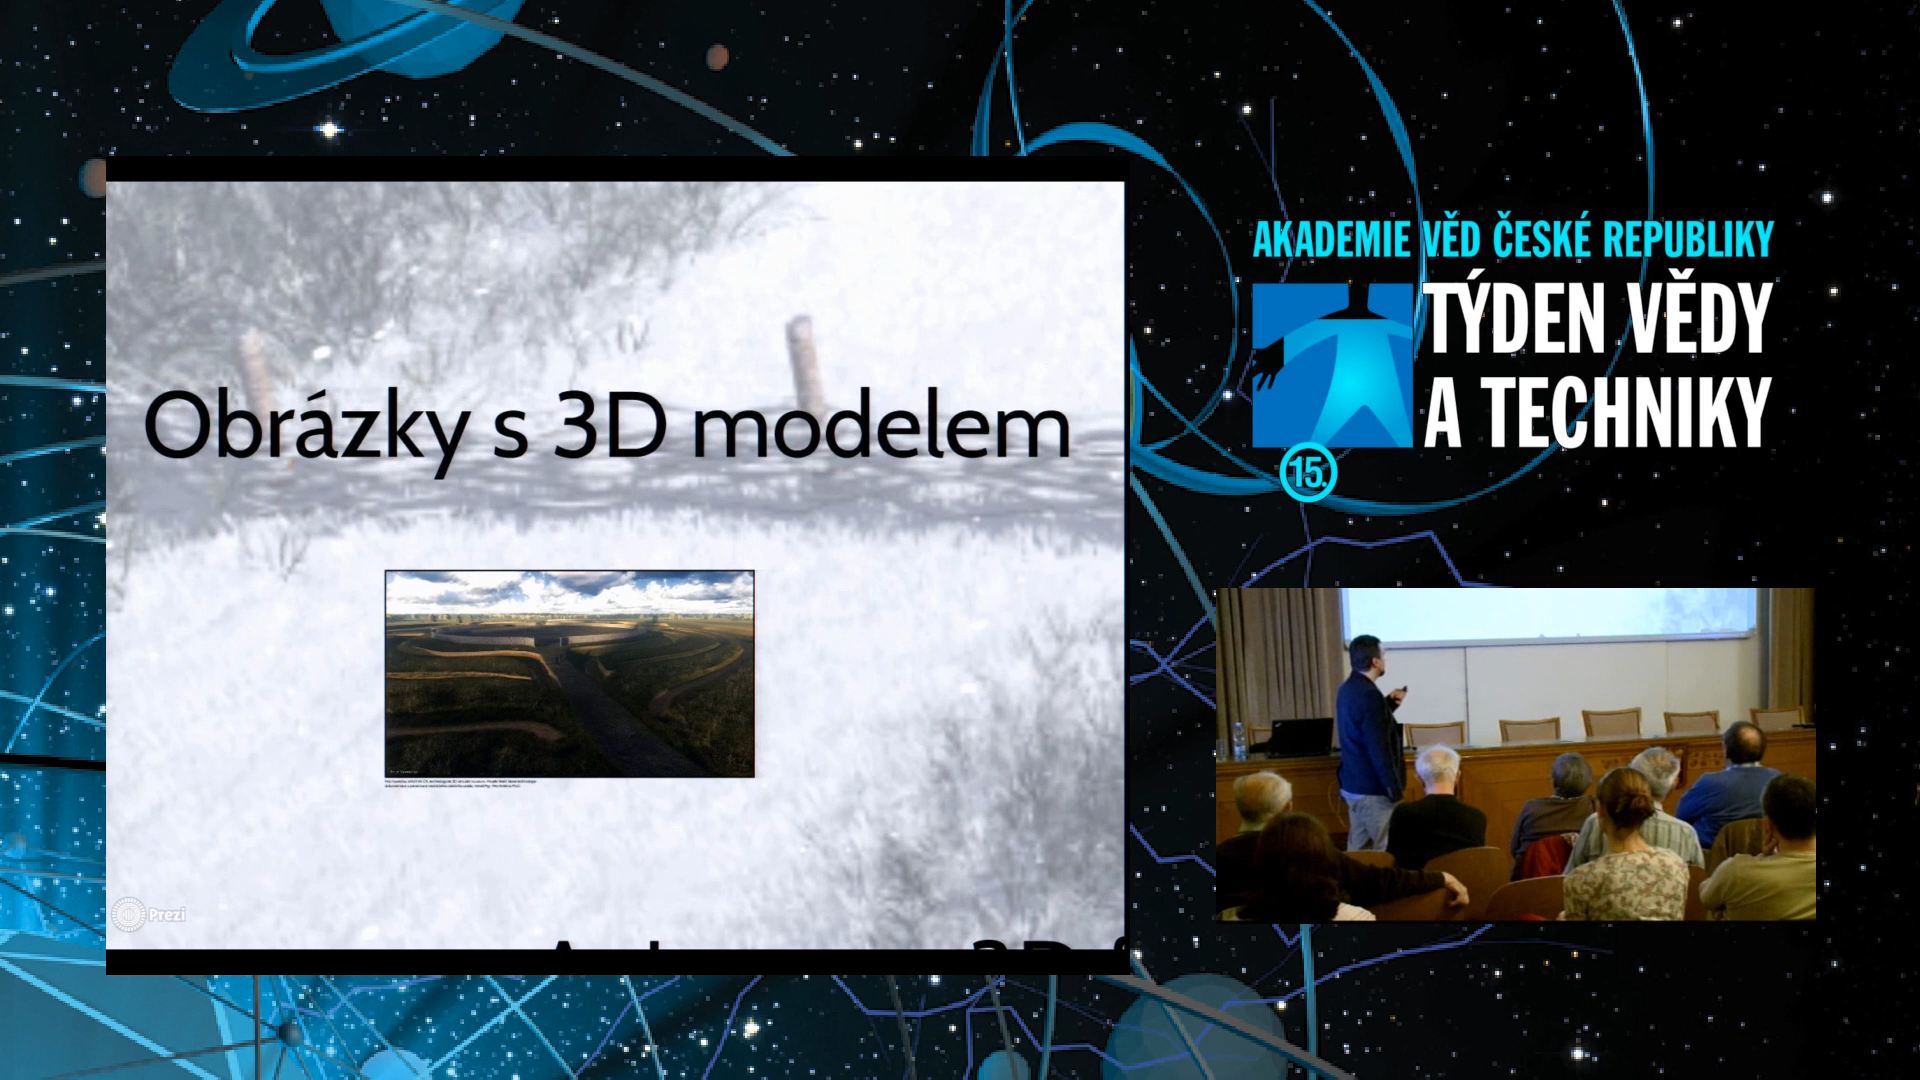 Obrázky s 3D modelem
Prezi
AKADEMIE VĚD ČESKÉ REPUBLIKY
TÝDEN VĚDY
A TECHNIKY
15.